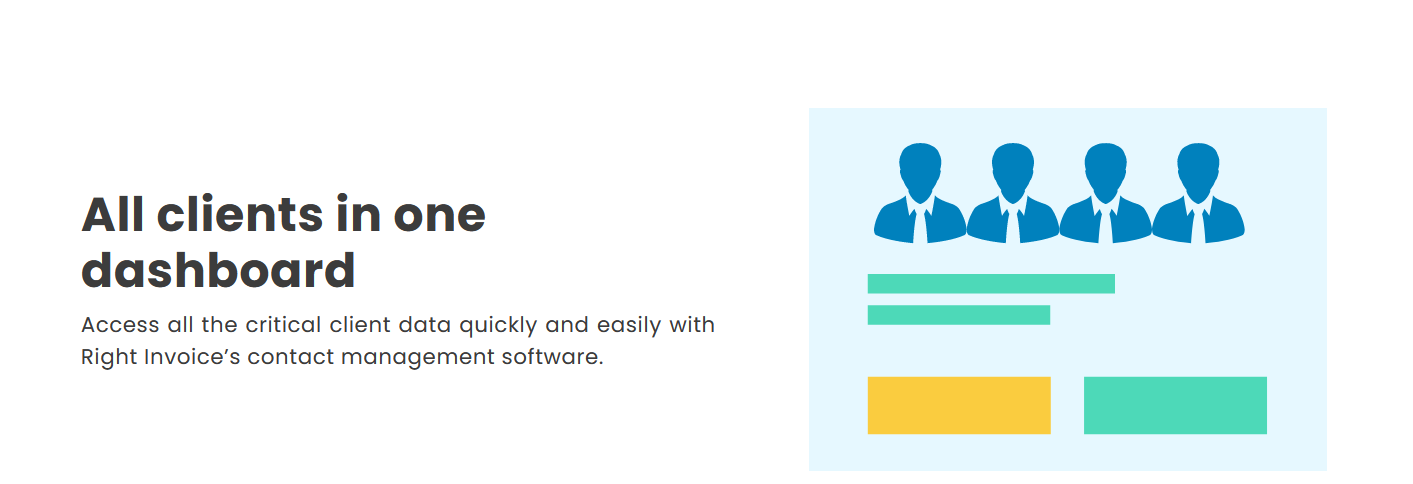 All clients in one
dashboard
Access all the critical client data quickly and easily with
Right Invoice’s contact management software.